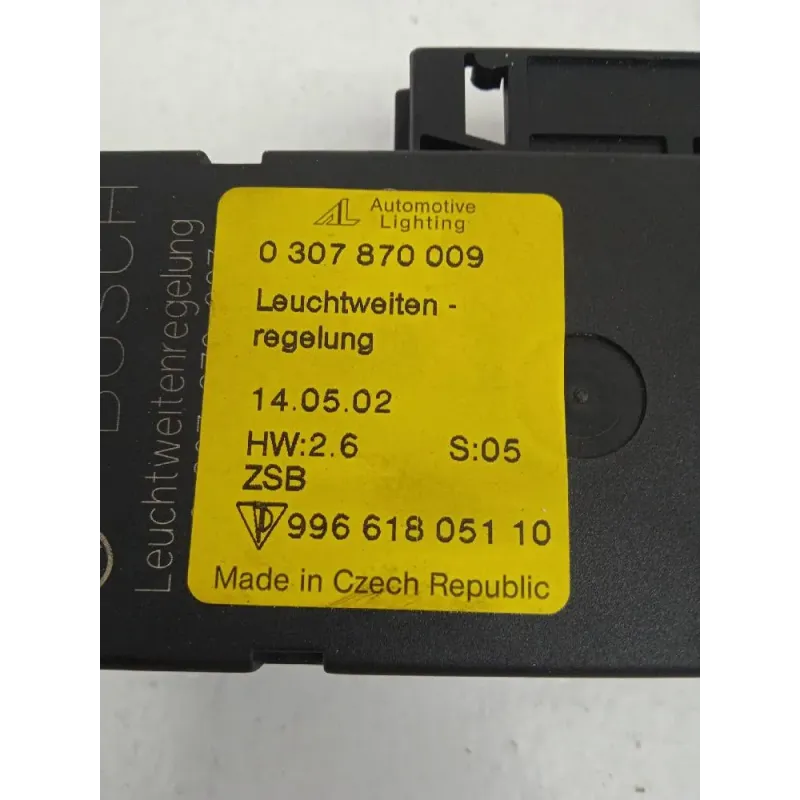 Automotive
Lighting
0 307 870 009
Leuchtweiten -
regelung
14.05.02
HW:2.6 S:05
ZSB
996 618 051 10
Made in Czech Republic
BOSCH
Leuchtweitenregelung